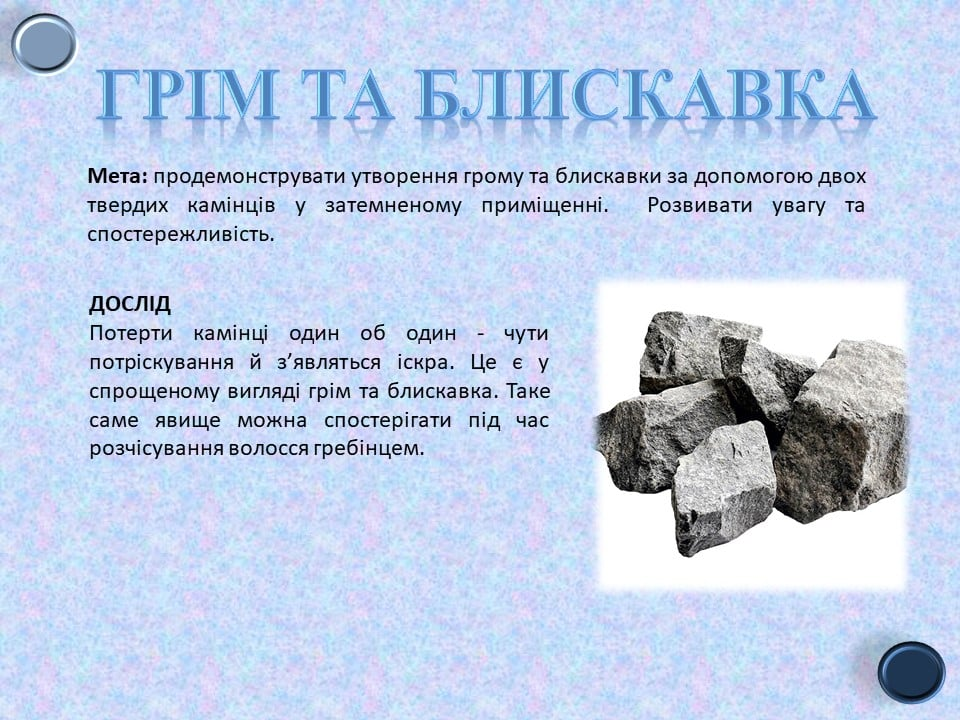 ГРІМ ТА БЛИСКАВКА
Мета: продемонструвати утворення грому та блискавки за допомогою двох
твердих камінців у затемненому приміщенні. Розвивати увагу та
спостережливість.
ДОСЛІД
Потерти камінці один об один - чути
потріскування й з’являться іскра. Це є у
спрощеному вигляді грім та блискавка. Таке
саме явище можна спостерігати під час
розчісування волосся гребінцем.